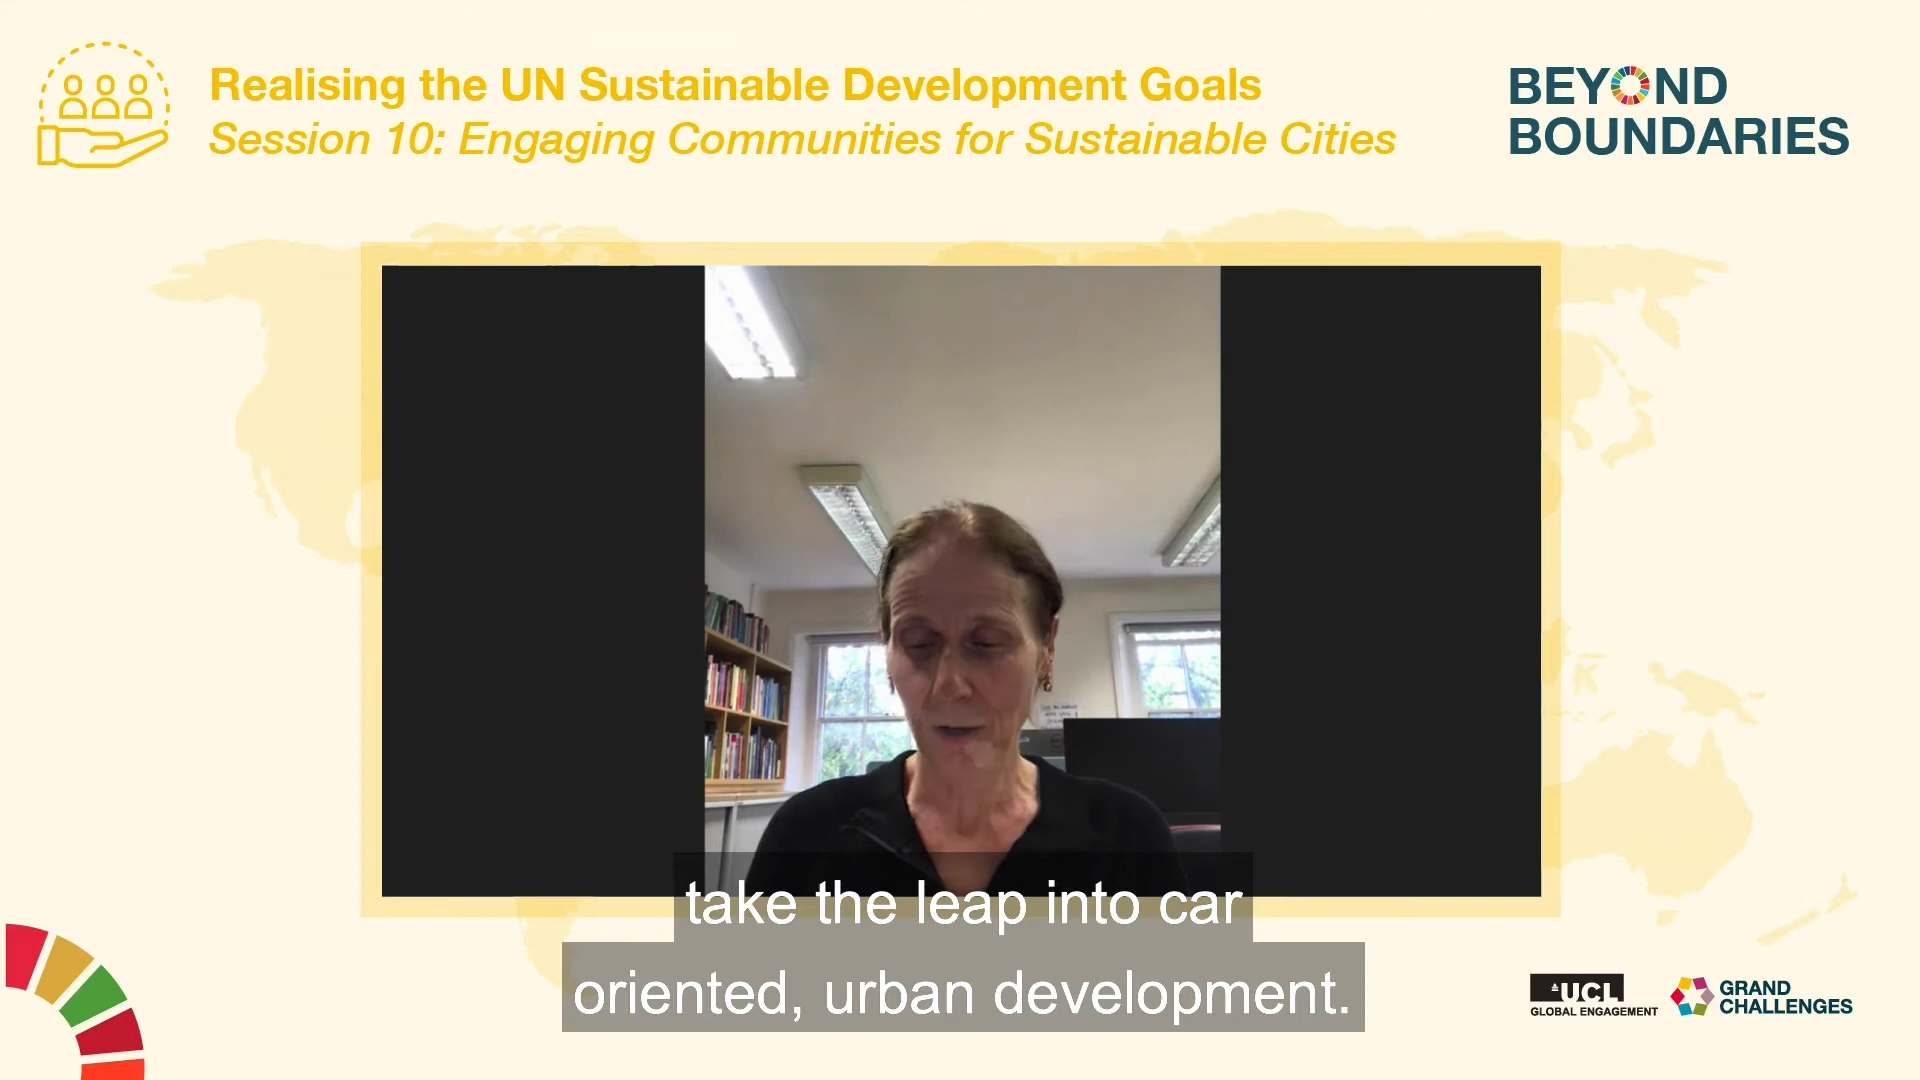 Realising the UN Sustainable Development Goals
Session 10: Engaging Communities for Sustainable Cities
BEYOND
BOUNDARIES
take the leap into car
oriented, urban development.
UCL
GLOBAL ENGAGEMENT
GRAND
CHALLENGES